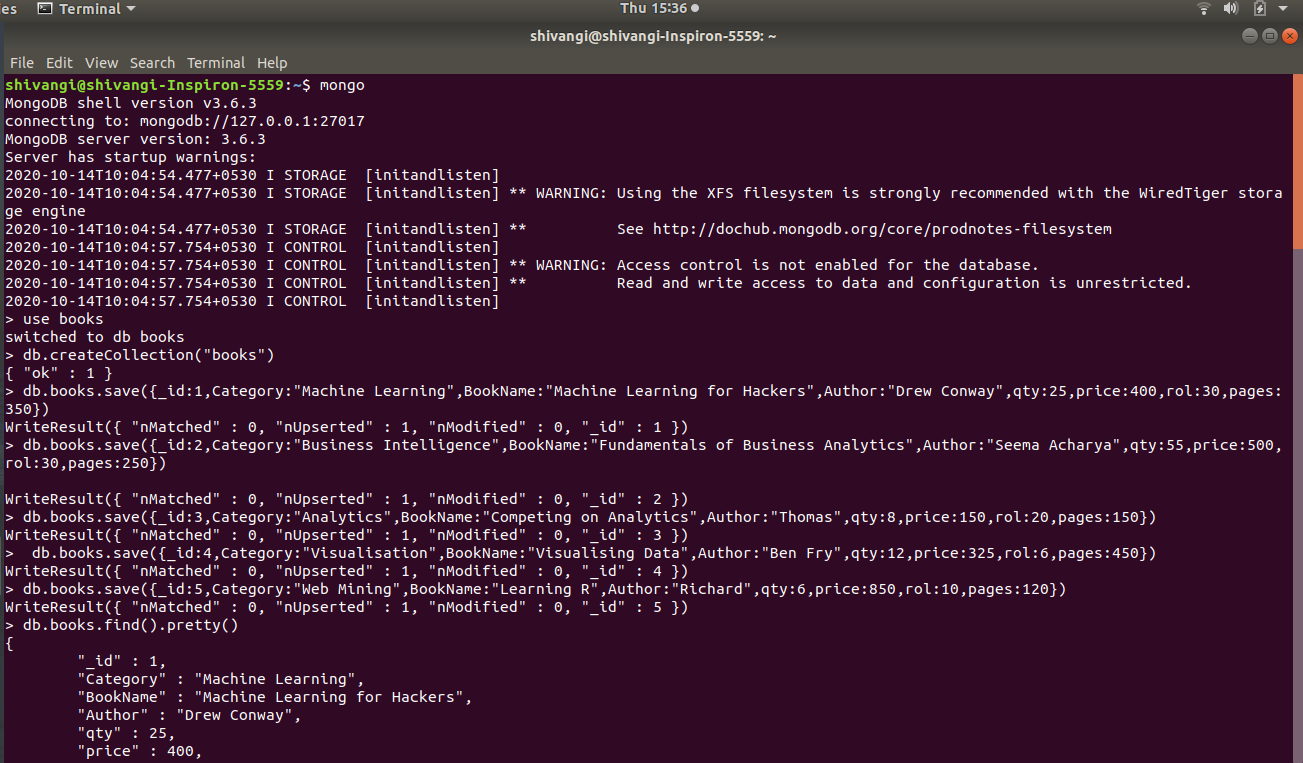 es Terminal Thu 15:36
shivangi@shivangi-Inspiron-5559: ~
File Edit View Search Terminal Help
shivangi@shivangi-Inspiron-5559:~$ mongo
MongoDB shell version v3.6.3
connecting to: mongodb://127.0.0.1:27017
MongoDB server version: 3.6.3
Server has startup warnings:
2020-10-14T10:04:54.477+0530 I STORAGE  [initandlisten]
2020-10-14T10:04:54.477+0530 I STORAGE  [initandlisten] ** WARNING: Using the XFS filesystem is strongly recommended with the WiredTiger stora
ge engine
2020-10-14T10:04:54.477+0530 I STORAGE  [initandlisten] **          See http://dochub.mongodb.org/core/prodnotes-filesystem
2020-10-14T10:04:57.754+0530 I CONTROL  [initandlisten]
2020-10-14T10:04:57.754+0530 I CONTROL  [initandlisten] ** WARNING: Access control is not enabled for the database.
2020-10-14T10:04:57.754+0530 I CONTROL  [initandlisten] **          Read and write access to data and configuration is unrestricted.
2020-10-14T10:04:57.754+0530 I CONTROL  [initandlisten]
> use books
switched to db books
> db.createCollection("books")
{ "ok" : 1 }
> db.books.save({_id:1,Category:"Machine Learning",BookName:"Machine Learning for Hackers",Author:"Drew Conway",qty:25,price:400,rol:30,pages:
350})
WriteResult({ "nMatched" : 0, "nUpserted" : 1, "nModified" : 0, "_id" : 1 })
> db.books.save({_id:2,Category:"Business Intelligence",BookName:"Fundamentals of Business Analytics",Author:"Seema Acharya",qty:55,price:500,
rol:30,pages:250})
WriteResult({ "nMatched" : 0, "nUpserted" : 1, "nModified" : 0, "_id" : 2 })
> db.books.save({_id:3,Category:"Analytics",BookName:"Competing on Analytics",Author:"Thomas",qty:8,price:150,rol:20,pages:150})
WriteResult({ "nMatched" : 0, "nUpserted" : 1, "nModified" : 0, "_id" : 3 })
>  db.books.save({_id:4,Category:"Visualisation",BookName:"Visualising Data",Author:"Ben Fry",qty:12,price:325,rol:6,pages:450})
WriteResult({ "nMatched" : 0, "nUpserted" : 1, "nModified" : 0, "_id" : 4 })
> db.books.save({_id:5,Category:"Web Mining",BookName:"Learning R",Author:"Richard",qty:6,price:850,rol:10,pages:120})
WriteResult({ "nMatched" : 0, "nUpserted" : 1, "nModified" : 0, "_id" : 5 })
> db.books.find().pretty()
{
        "_id" : 1,
        "Category" : "Machine Learning",
        "BookName" : "Machine Learning for Hackers",
        "Author" : "Drew Conway",
        "qty" : 25,
        "price" : 400,